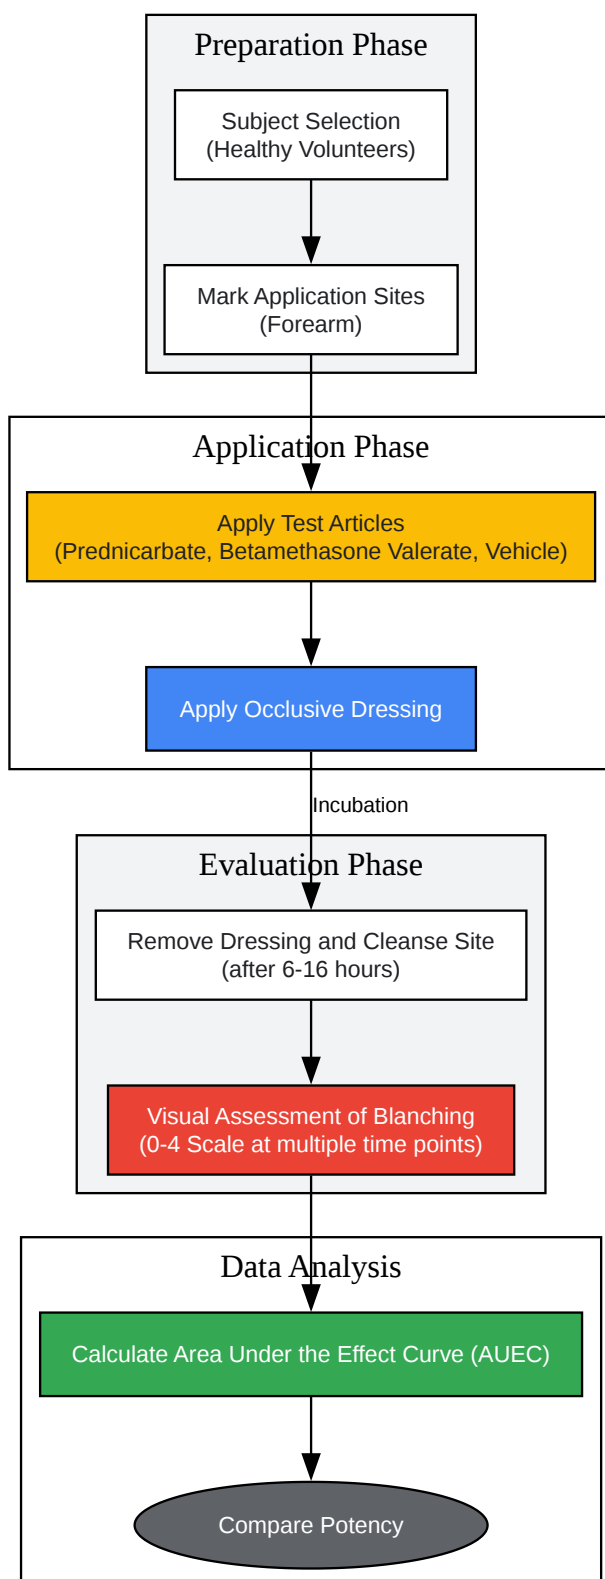 Preparation Phase
Subject Selection
(Healthy Volunteers)
Mark Application Sites
(Forearm)
Application Phase
Apply Test Articles
(Prednicarbate, Betamethasone Valerate, Vehicle)
Apply Occlusive Dressing
Incubation
Evaluation Phase
Remove Dressing and Cleanse Site
(after 6-16 hours)
Visual Assessment of Blanching
(0-4 Scale at multiple time points)
Data Analysis
Calculate Area Under the Effect Curve (AUEC)
Compare Potency